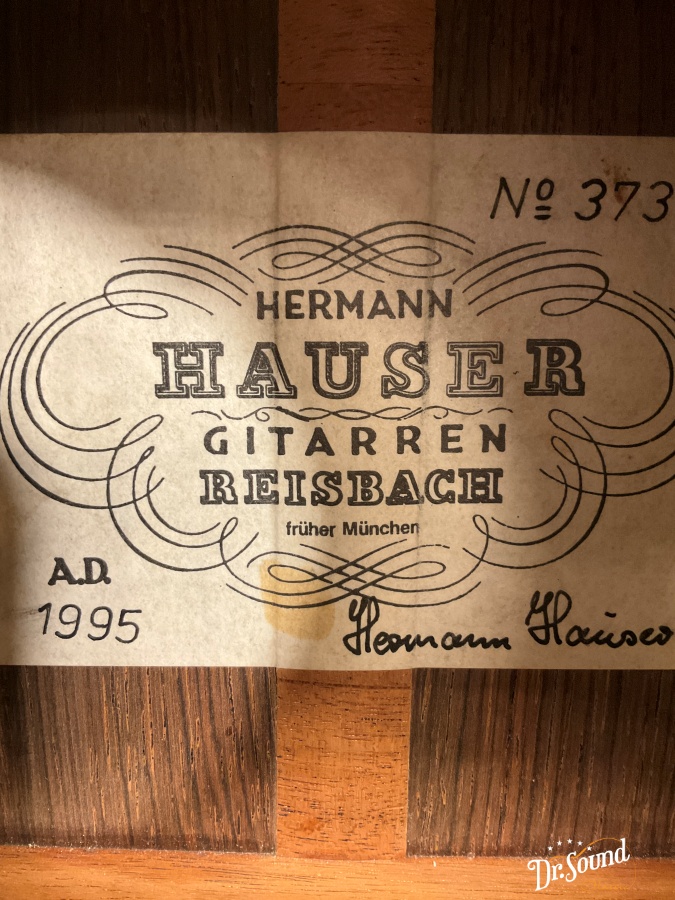 Nº 373
HERMANN
HAUSER
GITARREN
REISBACH
früher München
A.D.
1995
Hermann Hauser
Dr. Sound